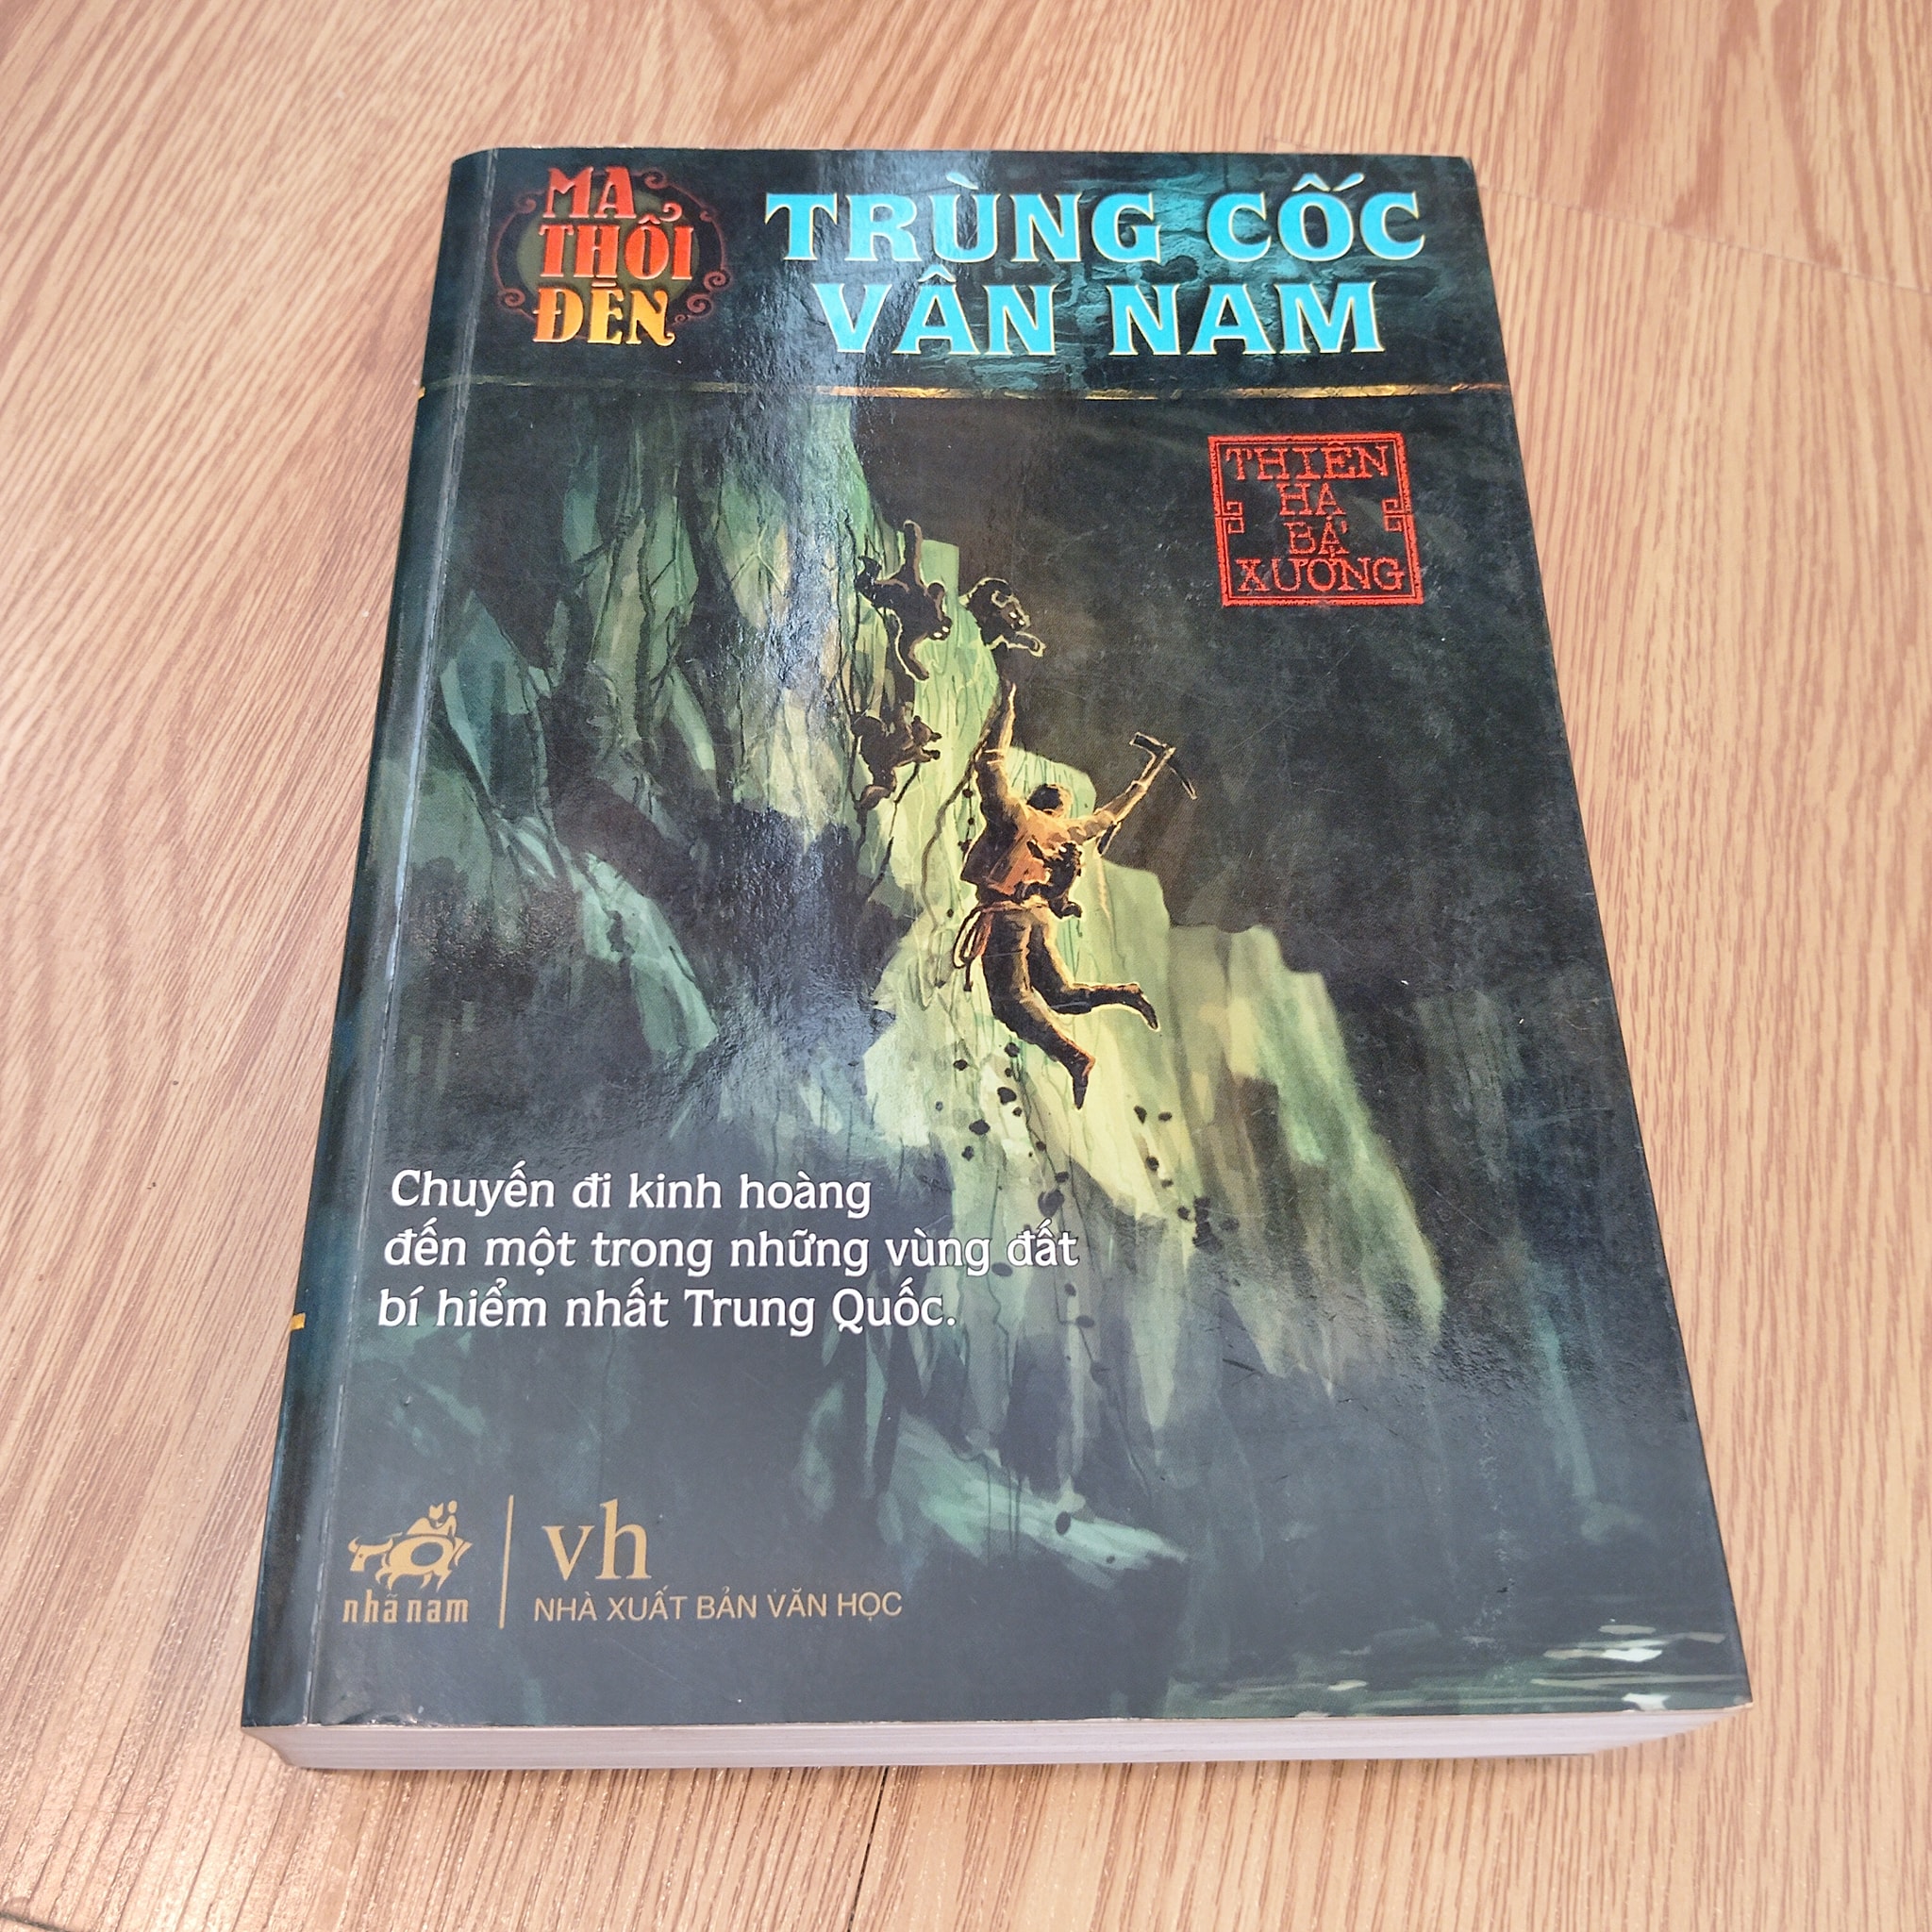 MA
THỔI
ĐÈN
TRÙNG CỐC
VÂN NAM
THIÊN
HẠ
BÁ
XƯỚNG
Chuyến đi kinh hoàng
đến một trong những vùng đất
bí hiểm nhất Trung Quốc.
nhã nam
vh
NHÀ XUẤT BẢN VĂN HỌC